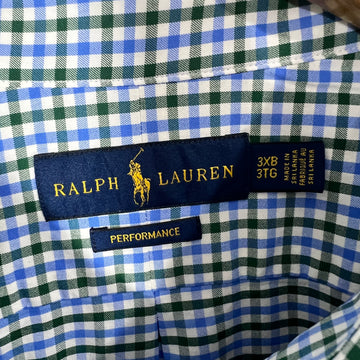 RALPH LAUREN
3XB
3TG
MADE IN
SRI LANKA
FABRIQUÉ AU
SRI LANKA
PERFORMANCE